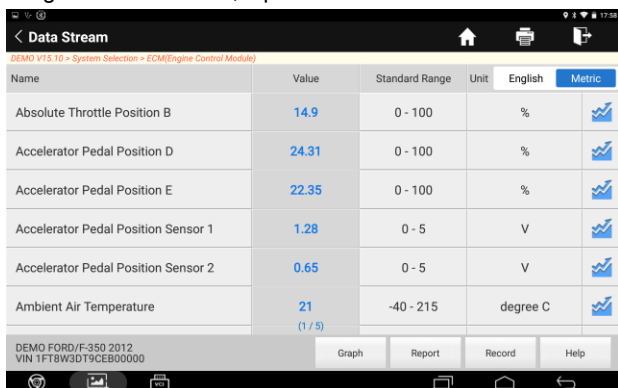 17:58
Data Stream
DEMO V15.10 > System Selection > ECM(Engine Control Module)
Name Value Standard Range Unit English Metric
Absolute Throttle Position B 14.9 0 - 100 %
Accelerator Pedal Position D 24.31 0 - 100 %
Accelerator Pedal Position E 22.35 0 - 100 %
Accelerator Pedal Position Sensor 1 1.28 0 - 5 V
Accelerator Pedal Position Sensor 2 0.65 0 - 5 V
Ambient Air Temperature 21 -40 - 215 degree C
(1 / 5)
DEMO FORD/F-350 2012
VIN 1FT8W3DT9CEB00000
Graph Report Record Help
VCI